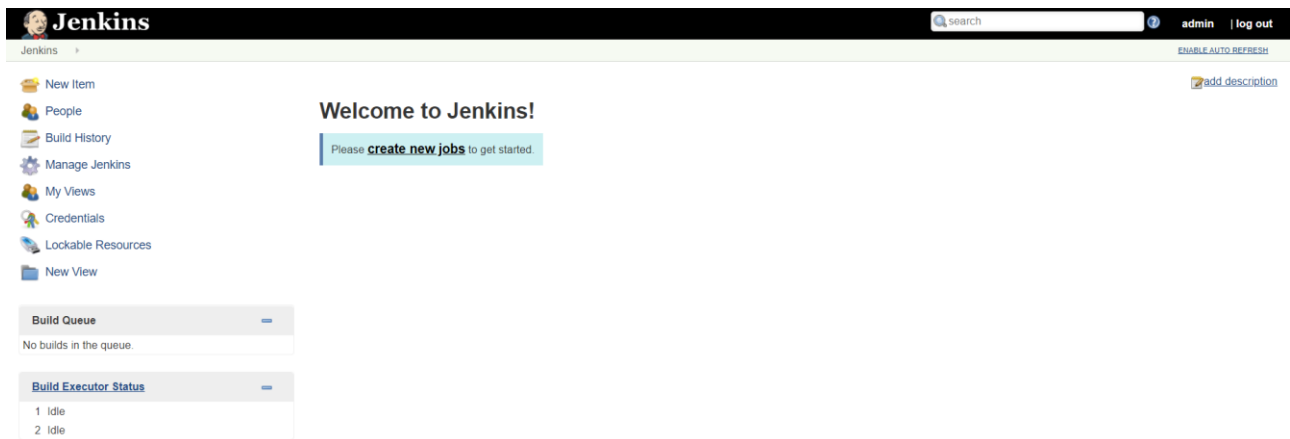 Jenkins
search
admin | log out
Jenkins
ENABLE AUTO REFRESH
New Item
People
Build History
Manage Jenkins
My Views
Credentials
Lockable Resources
New View
Build Queue
No builds in the queue.
Build Executor Status
1 Idle
2 Idle
add description
Welcome to Jenkins!
Please create new jobs to get started.